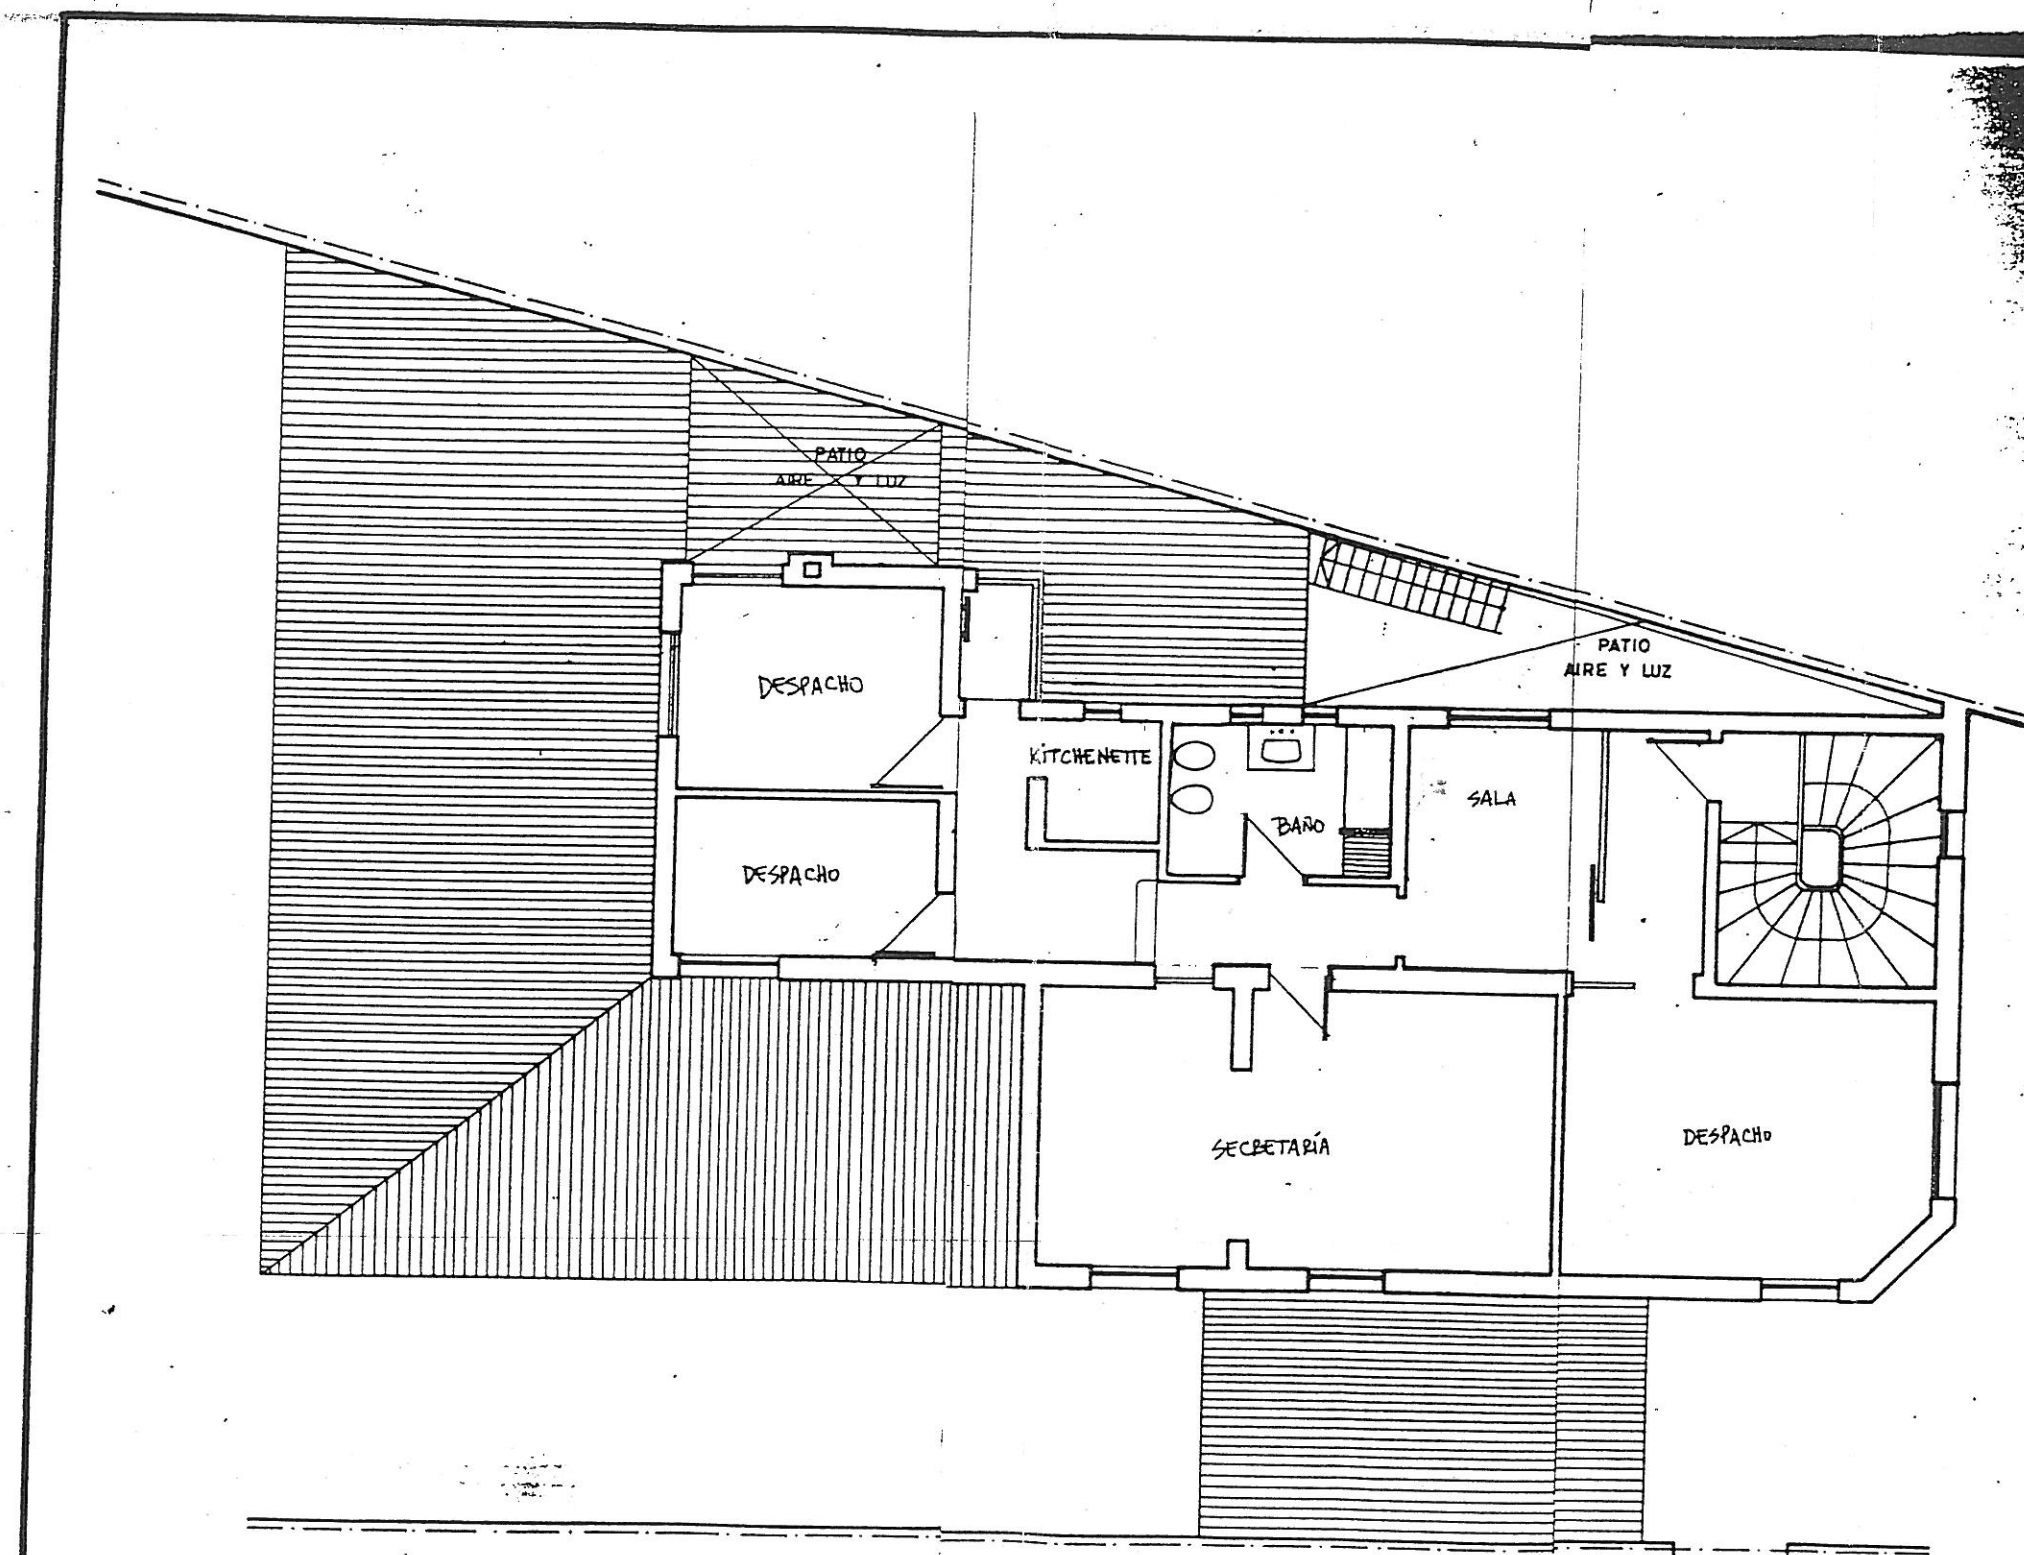 PATIO
AIRE Y LUZ
PATIO
AIRE Y LUZ
DESPACHO
KITCHENETTE
SALA
BAÑO
DESPACHO
SECRETARÍA
DESPACHO